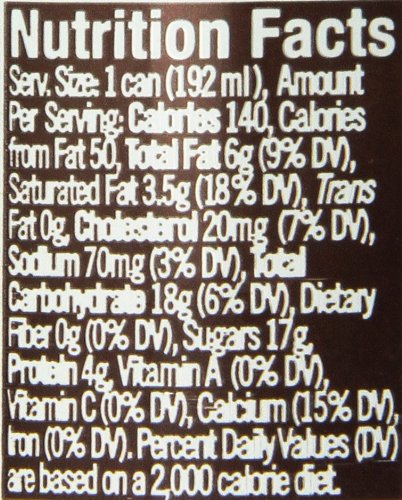 Nutrition Facts
Serv. Size: 1 can (192 ml), Amount
Per Serving: Calories 140, Calories
from Fat 50, Total Fat 6g (9% DV),
Saturated Fat 3.5g (18% DV), Trans
Fat 0g, Cholesterol 20mg (7% DV),
Sodium 70mg (3% DV), Total
Carbohydrate 18g (6% DV), Dietary
Fiber 0g (0% DV), Sugars 17g,
Protein 4g, Vitamin A (0% DV),
Vitamin C (0% DV), Calcium (15% DV),
Iron (0% DV). Percent Daily Values (DV)
are based on a 2,000 calorie diet.